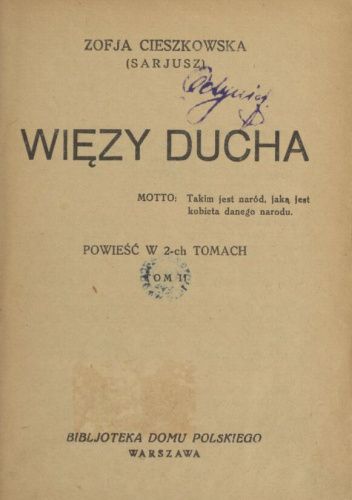 ZOFJA CIESZKOWSKA
(SARJUSZ)
WIĘZY DUCHA
MOTTO: Takim jest naród, jaką jest
kobieta danego narodu.
POWIEŚĆ W 2-ch TOMACH
TOM II
BIBLJOTEKA DOMU POLSKIEGO
WARSZAWA